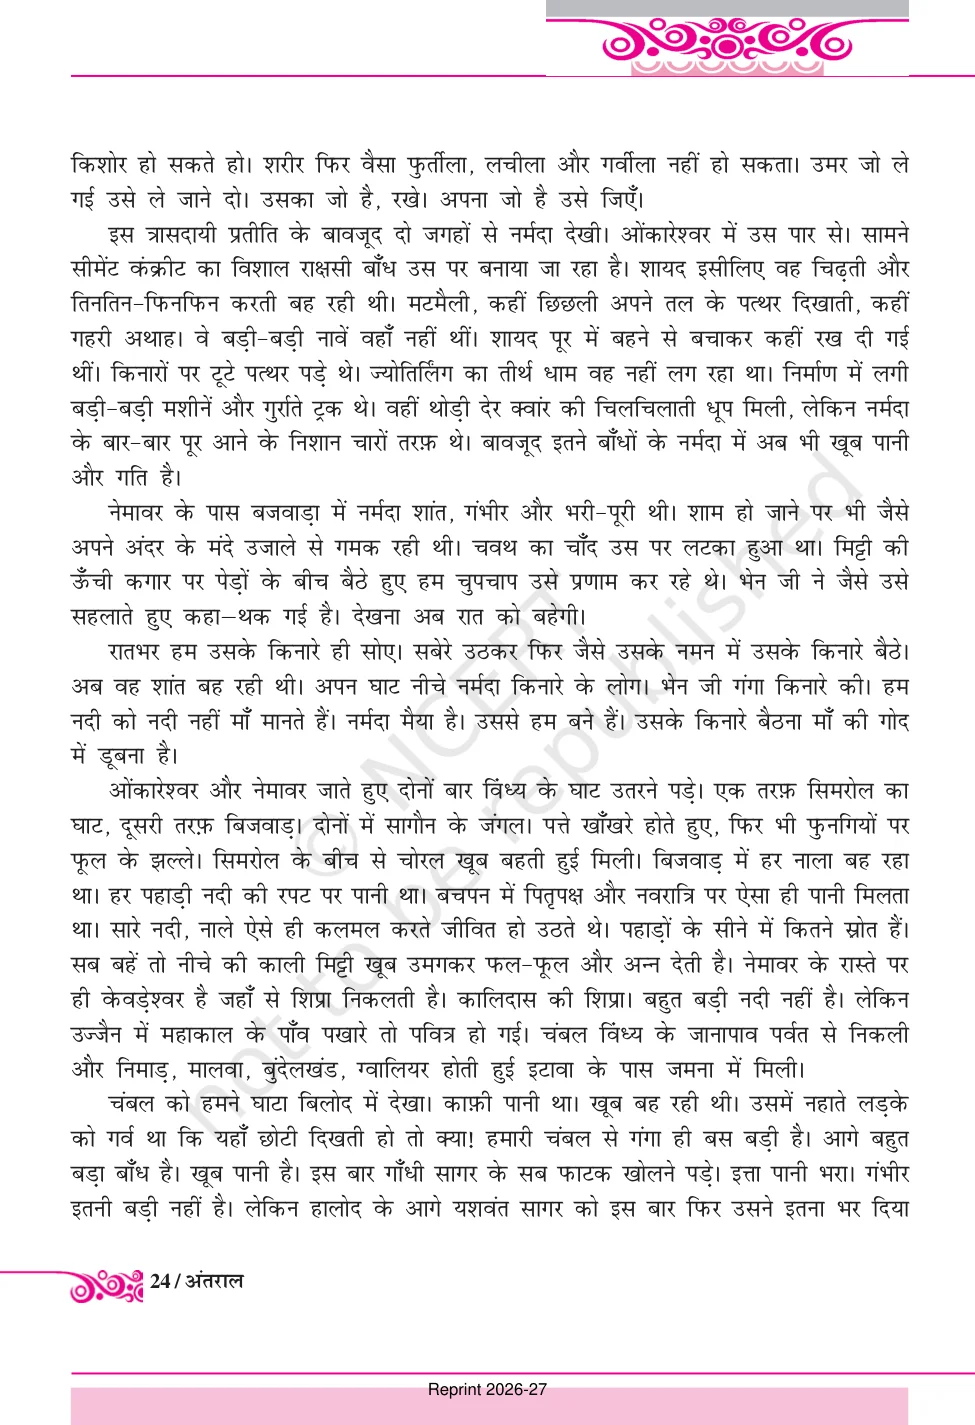 किशोर हो सकते हो। शरीर फिर वैसा फुर्तीला, लचीला और गर्वीला नहीं हो सकता। उमर जो ले
गई उसे ले जाने दो। उसका जो है, रखे। अपना जो है उसे जिएँ।
इस त्रासदायी प्रतीति के बावजूद दो जगहों से नर्मदा देखी। ओंकारेश्वर में उस पार से। सामने
सीमेंट कंक्रीट का विशाल राक्षसी बाँध उस पर बनाया जा रहा है। शायद इसीलिए वह चिढ़ती और
तिनतिन-फिनफिन करती बह रही थी। मटमैली, कहीं छिछली अपने तल के पत्थर दिखाती, कहीं
गहरी अथाह। वे बड़ी-बड़ी नावें वहाँ नहीं थीं। शायद पूर में बहने से बचाकर कहीं रख दी गई
थीं। किनारों पर टूटे पत्थर पड़े थे। ज्योतिर्लिंग का तीर्थ धाम वह नहीं लग रहा था। निर्माण में लगी
बड़ी-बड़ी मशीनें और गुर्राते ट्रक थे। वहीं थोड़ी देर क्वांर की चिलचिलाती धूप मिली, लेकिन नर्मदा
के बार-बार पूर आने के निशान चारों तरफ़ थे। बावजूद इतने बाँधों के नर्मदा में अब भी खूब पानी
और गति है।
नेमावर के पास बजवाड़ा में नर्मदा शांत, गंभीर और भरी-पूरी थी। शाम हो जाने पर भी जैसे
अपने अंदर के मंदे उजाले से गमक रही थी। चवथ का चाँद उस पर लटका हुआ था। मिट्टी की
ऊँची कगार पर पेड़ों के बीच बैठे हुए हम चुपचाप उसे प्रणाम कर रहे थे। भेन जी ने जैसे उसे
सहलाते हुए कहा–थक गई है। देखना अब रात को बहेगी।
रातभर हम उसके किनारे ही सोए। सबेरे उठकर फिर जैसे उसके नमन में उसके किनारे बैठे।
अब वह शांत बह रही थी। अपन घाट नीचे नर्मदा किनारे के लोग। भेन जी गंगा किनारे की। हम
नदी को नदी नहीं माँ मानते हैं। नर्मदा मैया है। उससे हम बने हैं। उसके किनारे बैठना माँ की गोद
में डूबना है।
ओंकारेश्वर और नेमावर जाते हुए दोनों बार विंध्य के घाट उतरने पड़े। एक तरफ़ सिमरोल का
घाट, दूसरी तरफ़ बिजवाड़। दोनों में सागौन के जंगल। पत्ते खाँखरे होते हुए, फिर भी फुनगियों पर
फूल के झल्ले। सिमरोल के बीच से चोरल खूब बहती हुई मिली। बिजवाड़ में हर नाला बह रहा
था। हर पहाड़ी नदी की रपट पर पानी था। बचपन में पितृपक्ष और नवरात्रि पर ऐसा ही पानी मिलता
था। सारे नदी, नाले ऐसे ही कलमल करते जीवित हो उठते थे। पहाड़ों के सीने में कितने स्रोत हैं।
सब बहें तो नीचे की काली मिट्टी खूब उमगकर फल-फूल और अन्न देती है। नेमावर के रास्ते पर
ही केवड़ेश्वर है जहाँ से शिप्रा निकलती है। कालिदास की शिप्रा। बहुत बड़ी नदी नहीं है। लेकिन
उज्जैन में महाकाल के पाँव पखारे तो पवित्र हो गई। चंबल विंध्य के जानापाव पर्वत से निकली
और निमाड़, मालवा, बुंदेलखंड, ग्वालियर होती हुई इटावा के पास जमना में मिली।
चंबल को हमने घाटा बिलोद में देखा। काफ़ी पानी था। खूब बह रही थी। उसमें नहाते लड़के
को गर्व था कि यहाँ छोटी दिखती हो तो क्या! हमारी चंबल से गंगा ही बस बड़ी है। आगे बहुत
बड़ा बाँध है। खूब पानी है। इस बार गाँधी सागर के सब फाटक खोलने पड़े। इत्ता पानी भरा। गंभीर
इतनी बड़ी नहीं है। लेकिन हालोद के आगे यशवंत सागर को इस बार फिर उसने इतना भर दिया
24 / अंतराल
© NCERT
not to be republished
Reprint 2026-27